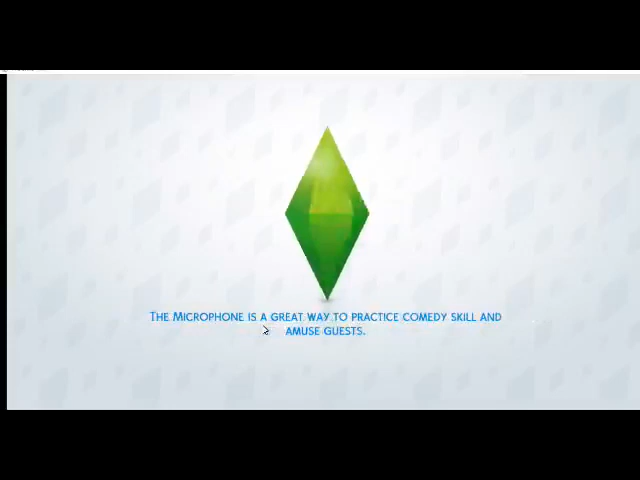 The Microphone is a great way to practice comedy skill and
amuse guests.